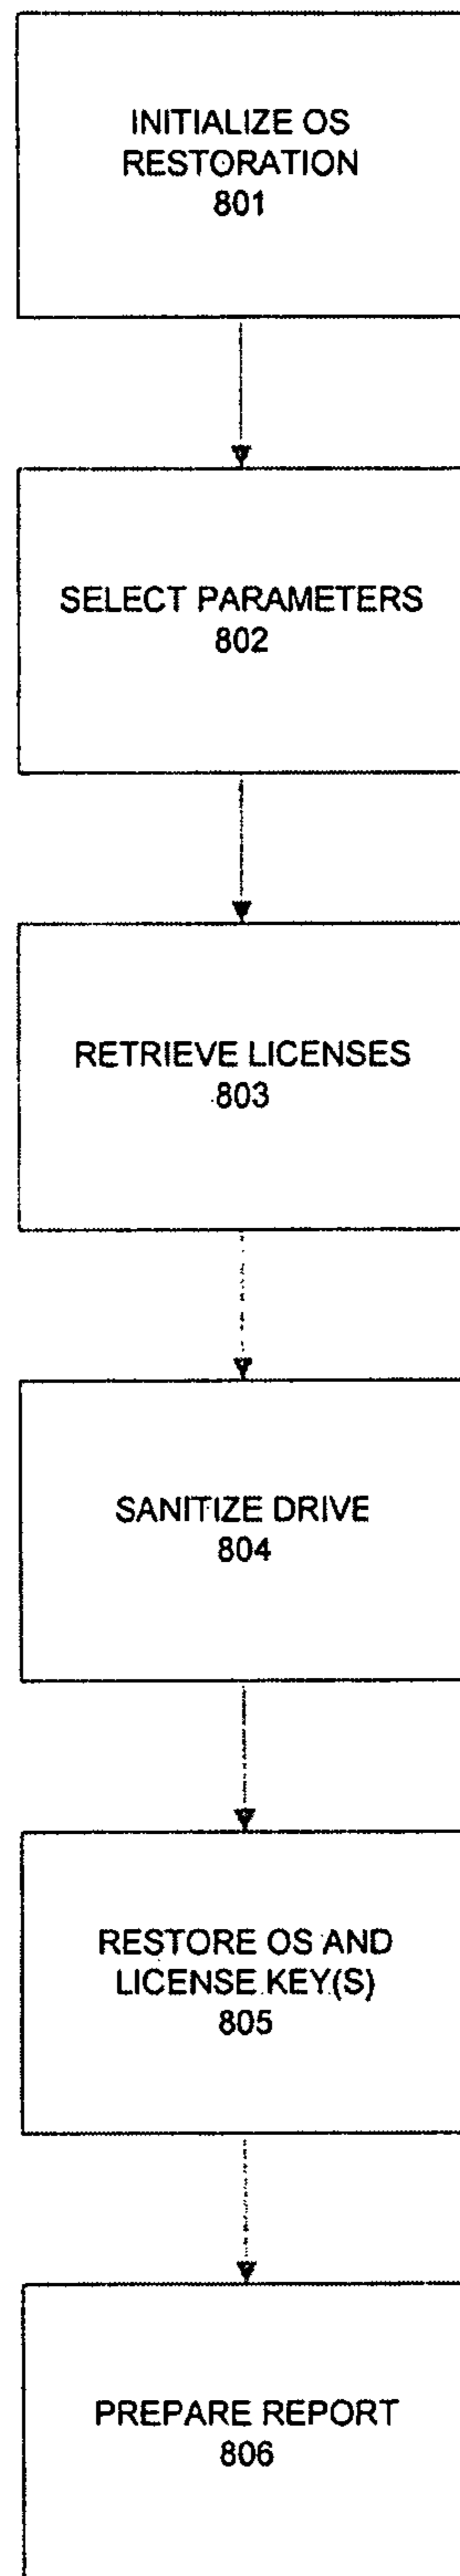 INITIALIZE OS
RESTORATION
801
SELECT PARAMETERS
802
RETRIEVE LICENSES
803
SANITIZE DRIVE
804
RESTORE OS AND
LICENSE KEY(S)
805
PREPARE REPORT
806